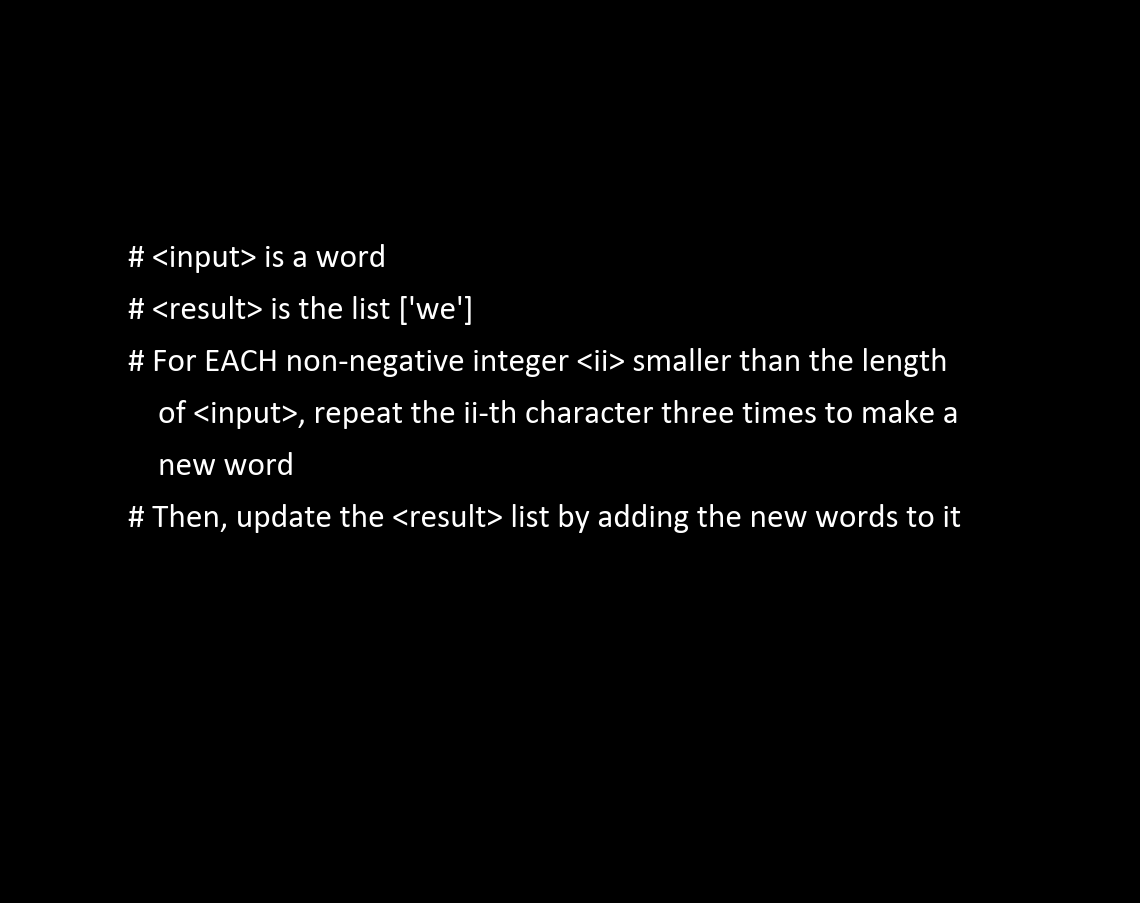 # <input> is a word
# <result> is the list ['we']
# For EACH non-negative integer <ii> smaller than the length
of <input>, repeat the ii-th character three times to make a
new word
# Then, update the <result> list by adding the new words to it